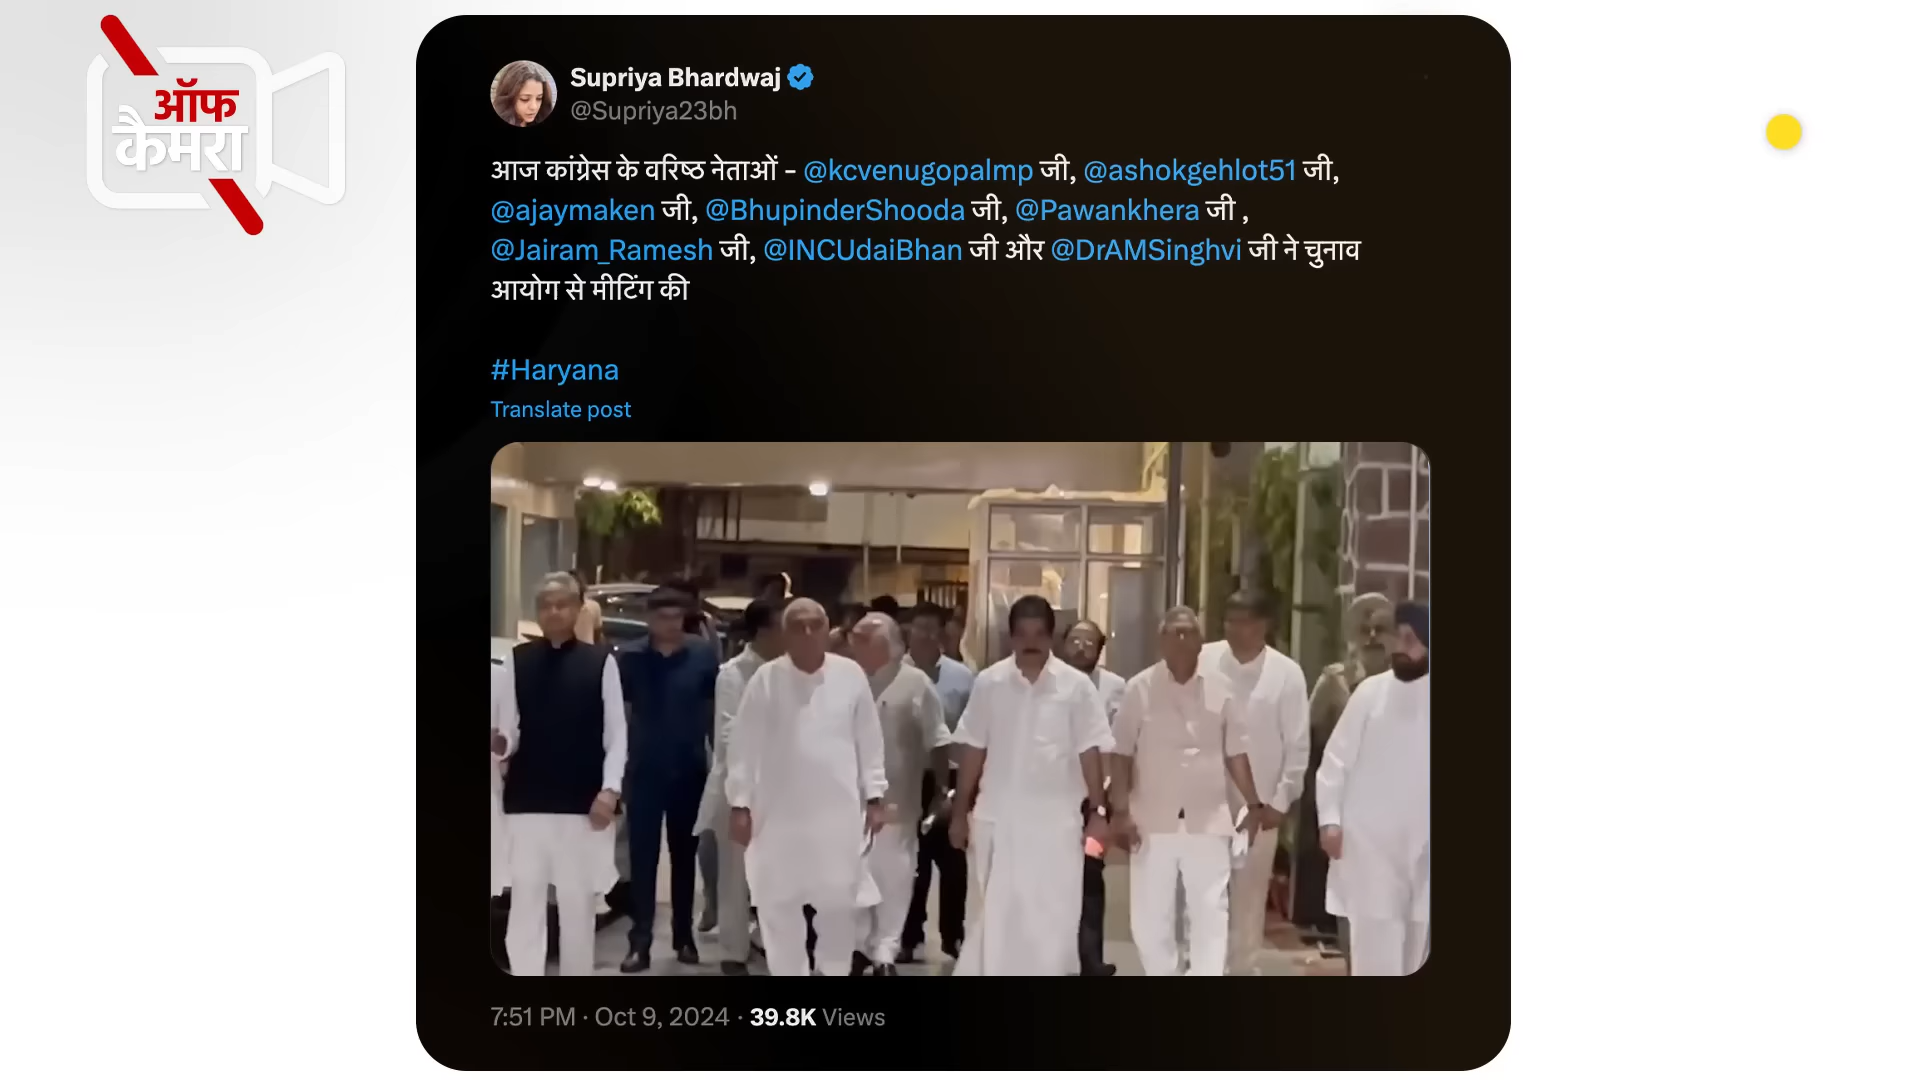 ऑफ
कैमरा
Supriya Bhardwaj
@Supriya23bh
आज कांग्रेस के वरिष्ठ नेताओं - @kcvenugopalmp जी, @ashokgehlot51 जी,
@ajaymaken जी, @BhupinderShooda जी, @Pawankhera जी ,
@Jairam_Ramesh जी, @INCUdaiBhan जी और @DrAMSinghvi जी ने चुनाव
आयोग से मीटिंग की
#Haryana
Translate post
7:51 PM · Oct 9, 2024 · 39.8K Views